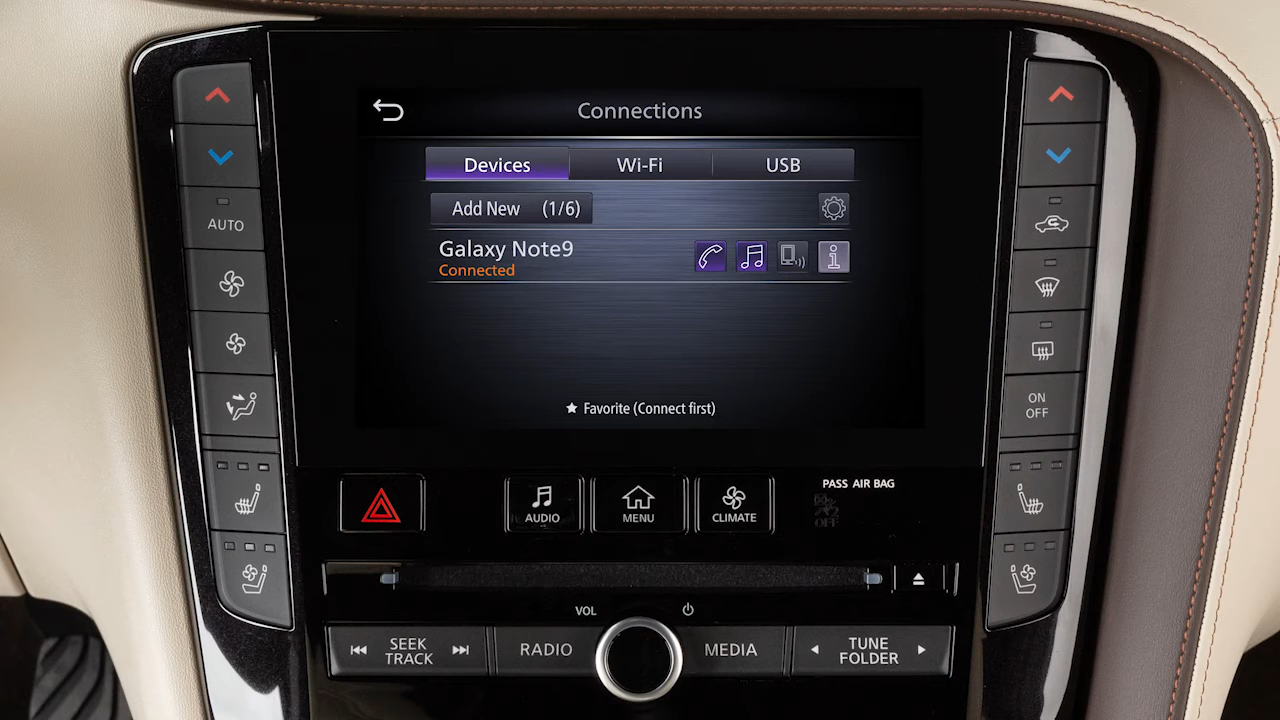 Connections
Devices Wi-Fi USB
Add New (1/6)
Galaxy Note9
Connected
★ Favorite (Connect first)
AUTO
ON
OFF
PASS AIR BAG
OFF
AUDIO MENU CLIMATE
VOL
SEEK
TRACK
RADIO
MEDIA
TUNE
FOLDER